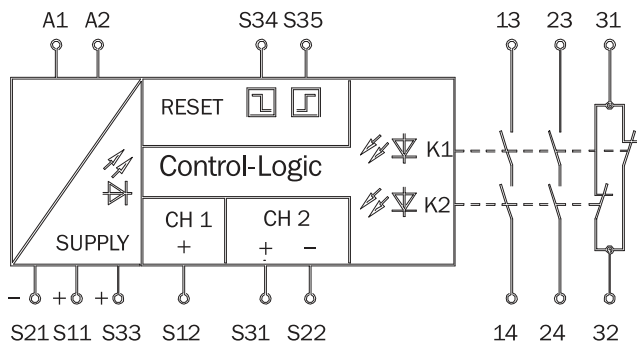 A1 A2 S34 S35 13 23 31
RESET
Control-Logic K1
K2
CH 1 CH 2
SUPPLY + + −
− + +
S21 S11 S33 S12 S31 S22 14 24 32